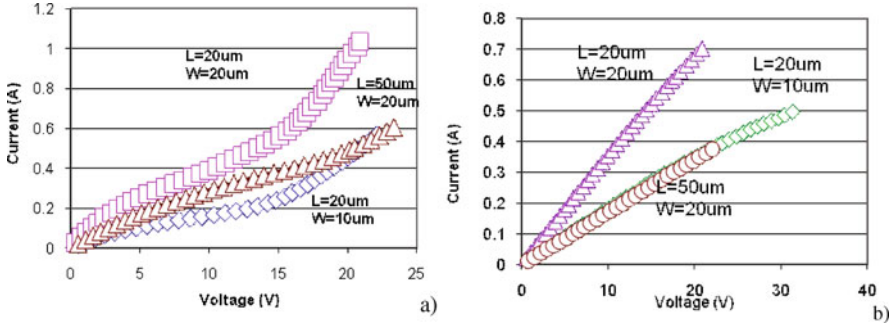 1.2
1
0.8
0.6
0.4
0.2
0
Current (A)
L=20um
W=20um
L=50um
W=20um
L=20um
W=10um
0 5 10 15 20 25
Voltage (V)
a)
0.8
0.7
0.6
0.5
0.4
0.3
0.2
0.1
0
Current (A)
L=20um
W=20um
L=20um
W=10um
L=50um
W=20um
0 10 20 30 40
Voltage (V)
b)